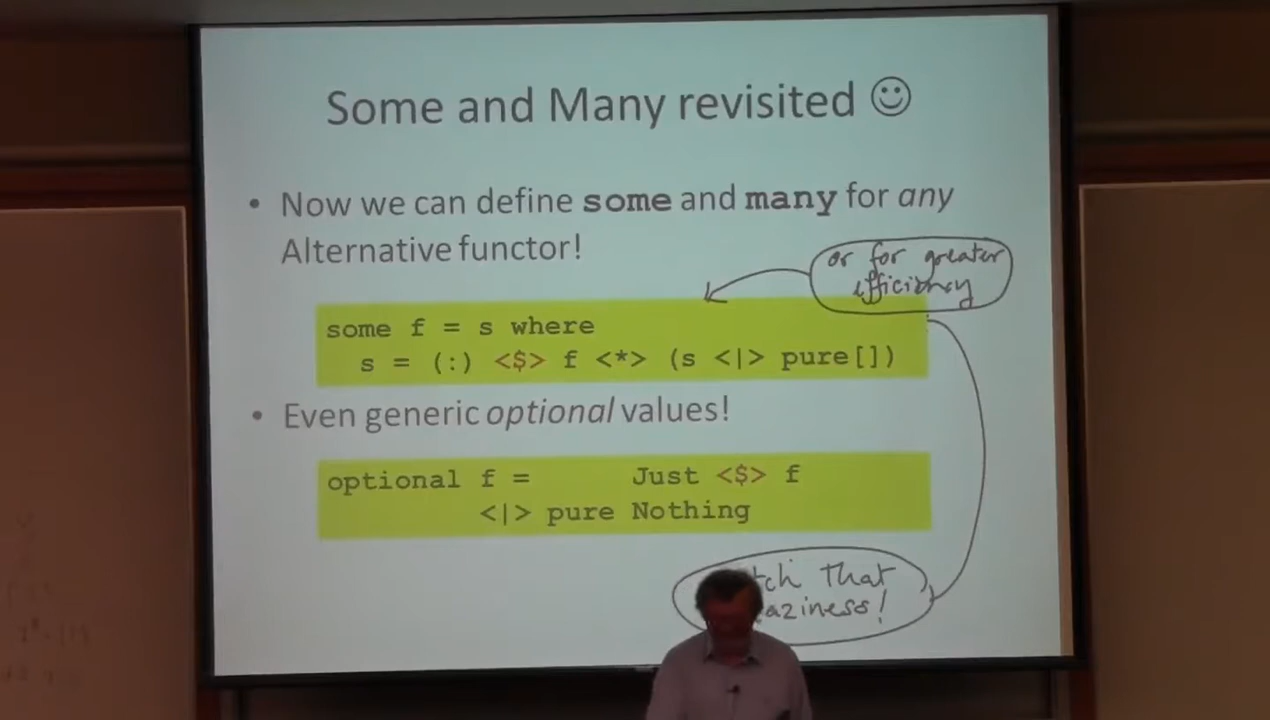 Some and Many revisited ☺
• Now we can define some and many for any
Alternative functor!
or for greater
efficiency
some f = s where
s = (:) <$> f <*> (s <|> pure[])
• Even generic optional values!
optional f = Just <$> f
<|> pure Nothing
that